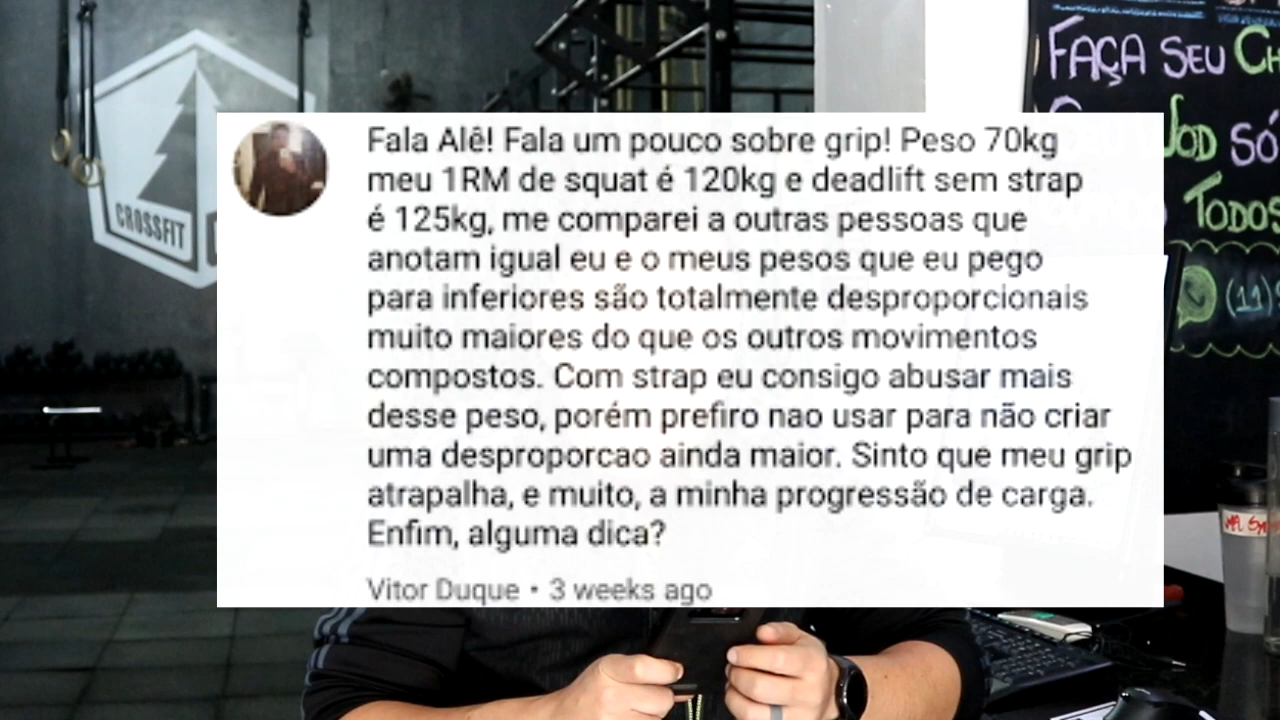 FAÇA SEU CH
WOD SÓ
TODOS
(11)
CROSSFIT
Fala Alê! Fala um pouco sobre grip! Peso 70kg
meu 1RM de squat é 120kg e deadlift sem strap
é 125kg, me comparei a outras pessoas que
anotam igual eu e o meus pesos que eu pego
para inferiores são totalmente desproporcionais
muito maiores do que os outros movimentos
compostos. Com strap eu consigo abusar mais
desse peso, porém prefiro nao usar para não criar
uma desproporcao ainda maior. Sinto que meu grip
atrapalha, e muito, a minha progressão de carga.
Enfim, alguma dica?
Vitor Duque • 3 weeks ago